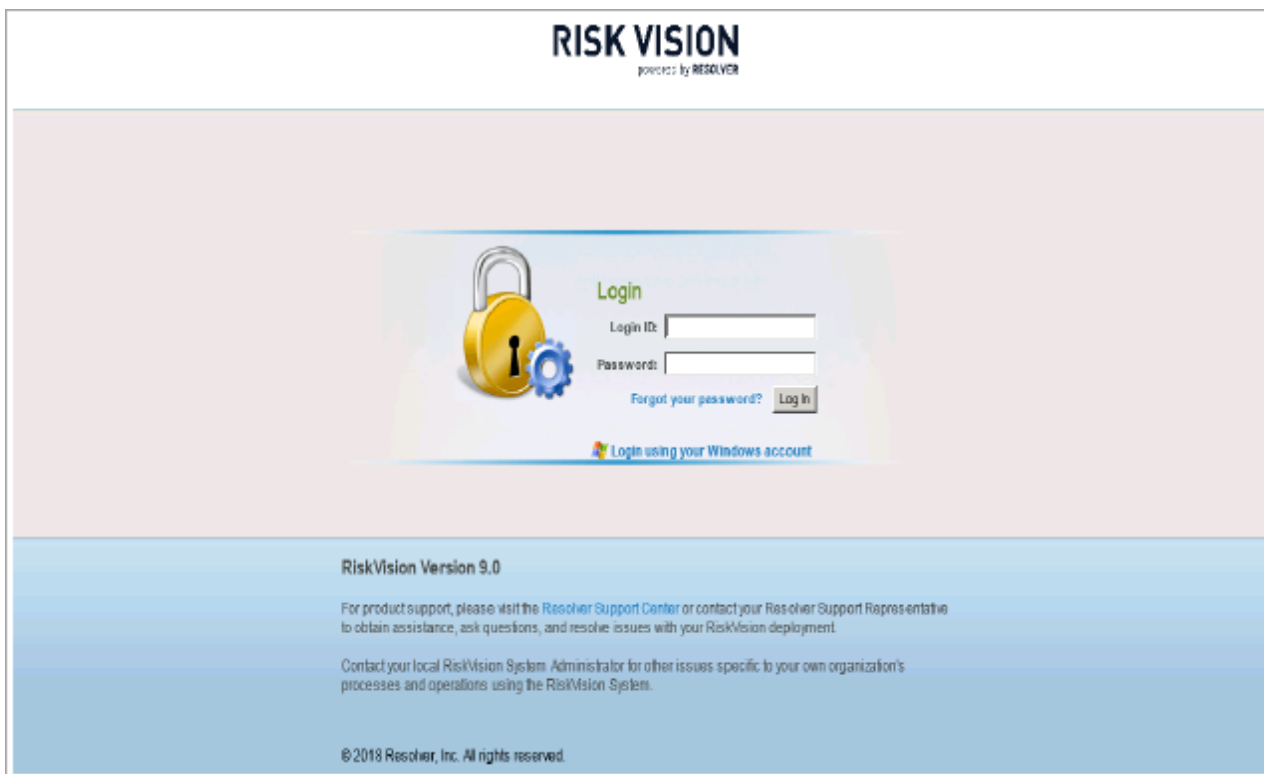 RISK VISION
powered by RESOLVER
Login
Login ID:
Password:
Forgot your password? Log In
Login using your Windows account
RiskVision Version 9.0
For product support, please visit the Resolver Support Center or contact your Resolver Support Representative
to obtain assistance, ask questions, and resolve issues with your RiskVision deployment.
Contact your local RiskVision System Administrator for other issues specific to your own organization's
processes and operations using the RiskVision System.
© 2018 Resolver, Inc. All rights reserved.